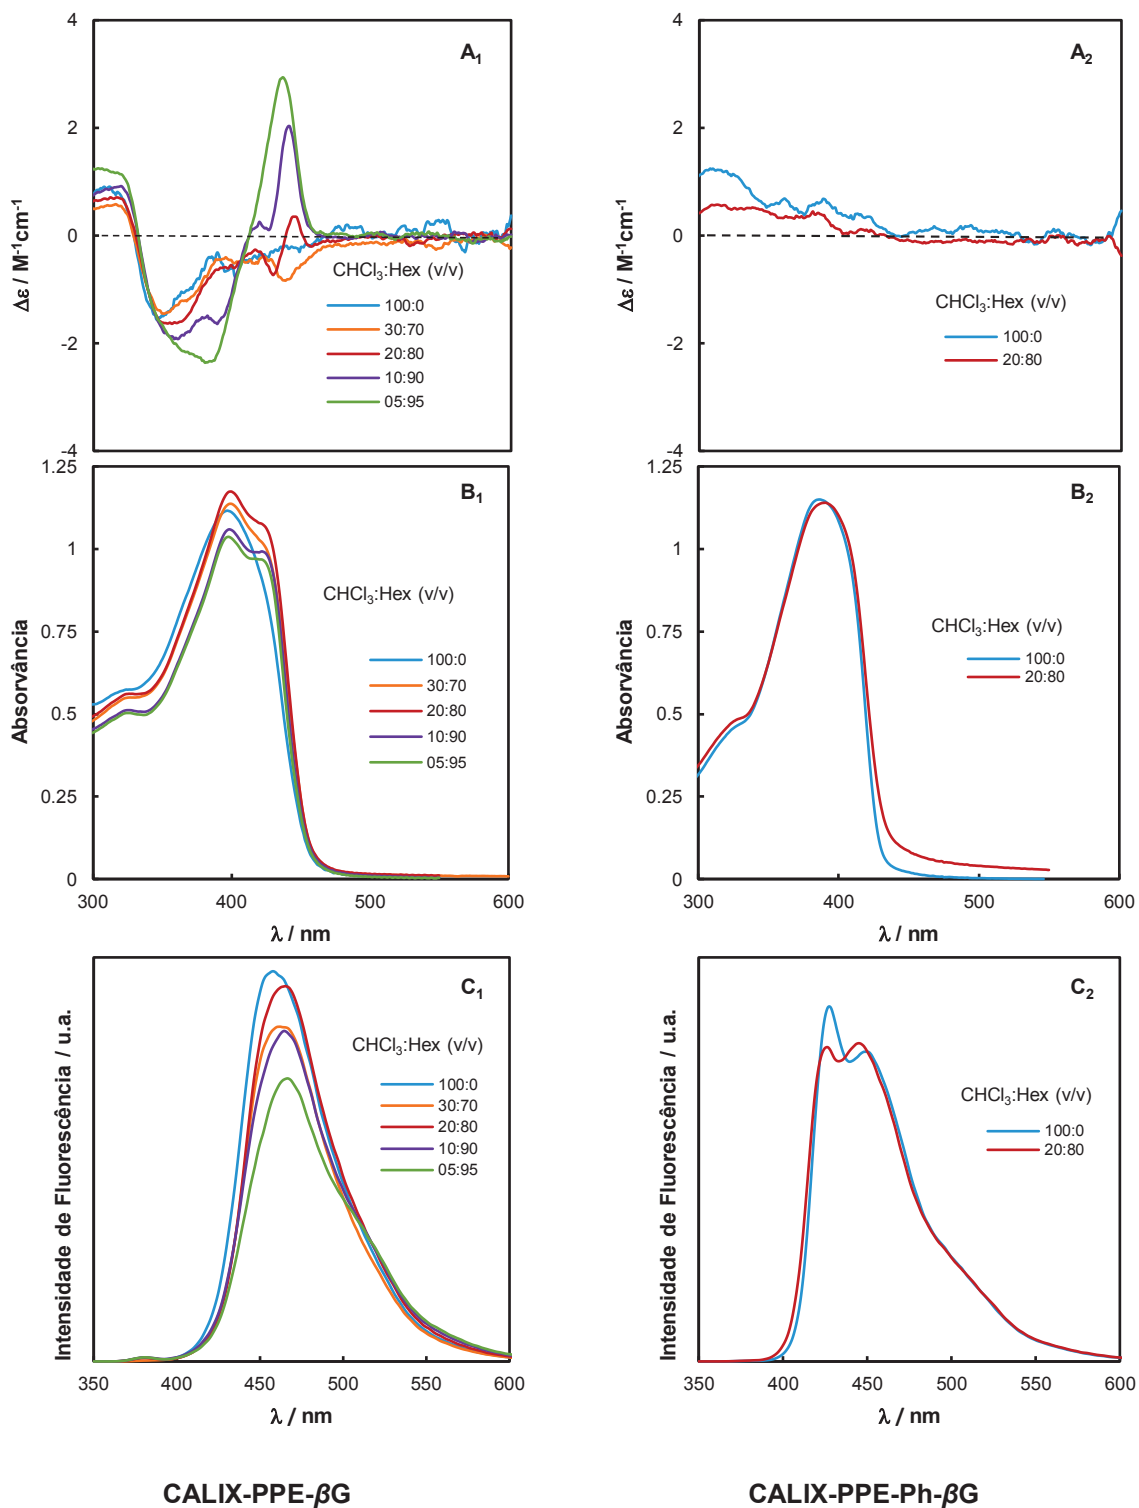 4
2
0
-2
-4
Δε / M⁻¹cm⁻¹
A₁
CHCl₃:Hex (v/v)
100:0
30:70
20:80
10:90
05:95
4
2
0
-2
-4
Δε / M⁻¹cm⁻¹
A₂
CHCl₃:Hex (v/v)
100:0
20:80
1.25
1
0.75
0.5
0.25
0
Absorvância
B₁
CHCl₃:Hex (v/v)
100:0
30:70
20:80
10:90
05:95
300 400 500 600
λ / nm
1.25
1
0.75
0.5
0.25
0
Absorvância
B₂
CHCl₃:Hex (v/v)
100:0
20:80
300 400 500 600
λ / nm
Intensidade de Fluorescência / u.a.
C₁
CHCl₃:Hex (v/v)
100:0
30:70
20:80
10:90
05:95
350 400 450 500 550 600
λ / nm
Intensidade de Fluorescência / u.a.
C₂
CHCl₃:Hex (v/v)
100:0
20:80
350 400 450 500 550 600
λ / nm
CALIX-PPE-βG
CALIX-PPE-Ph-βG